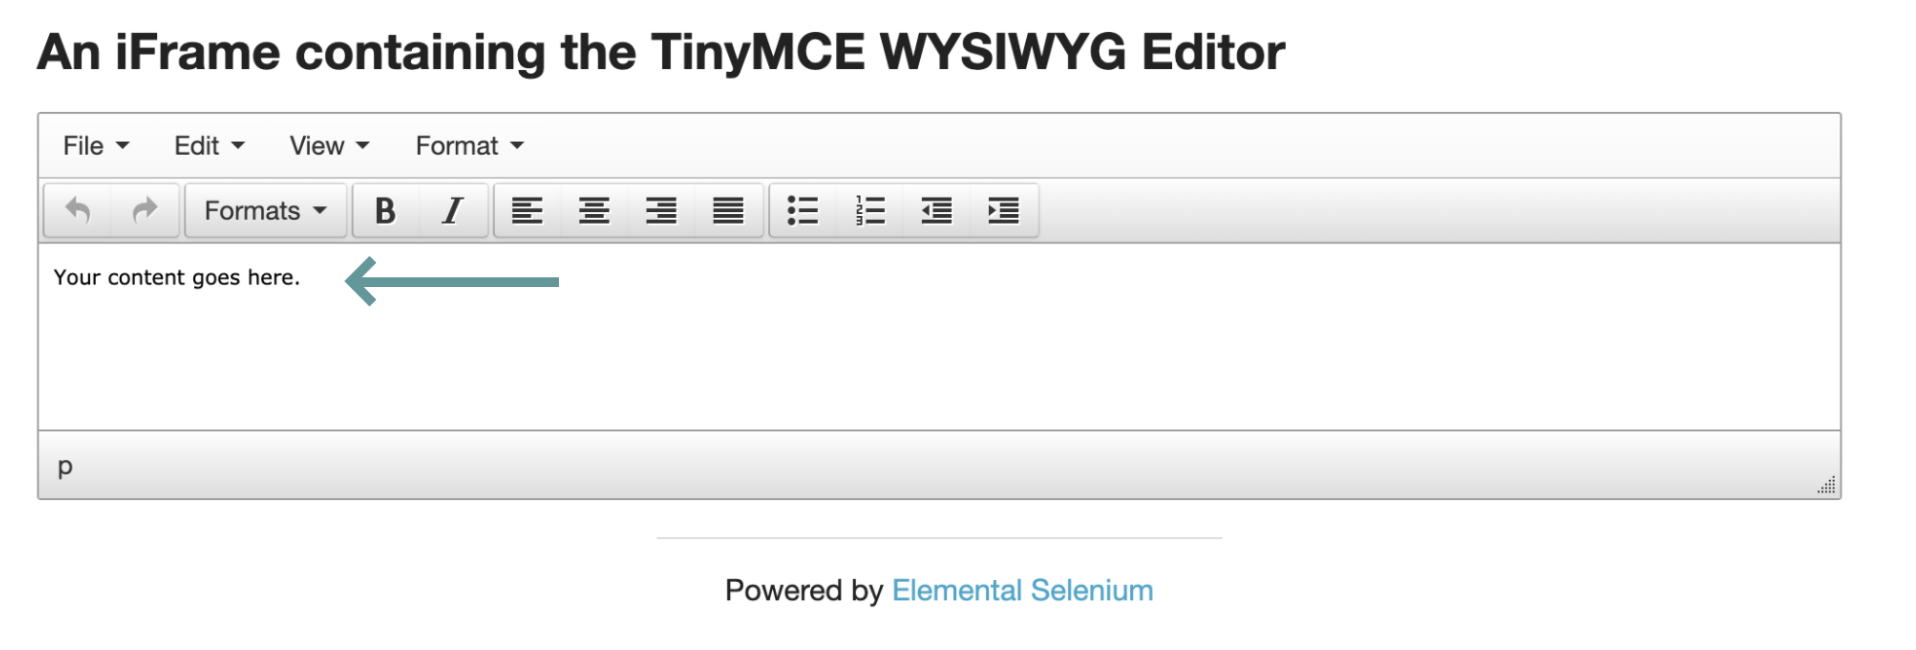 An iFrame containing the TinyMCE WYSIWYG Editor
File Edit View Format
Formats B I
Your content goes here.
p
Powered by Elemental Selenium